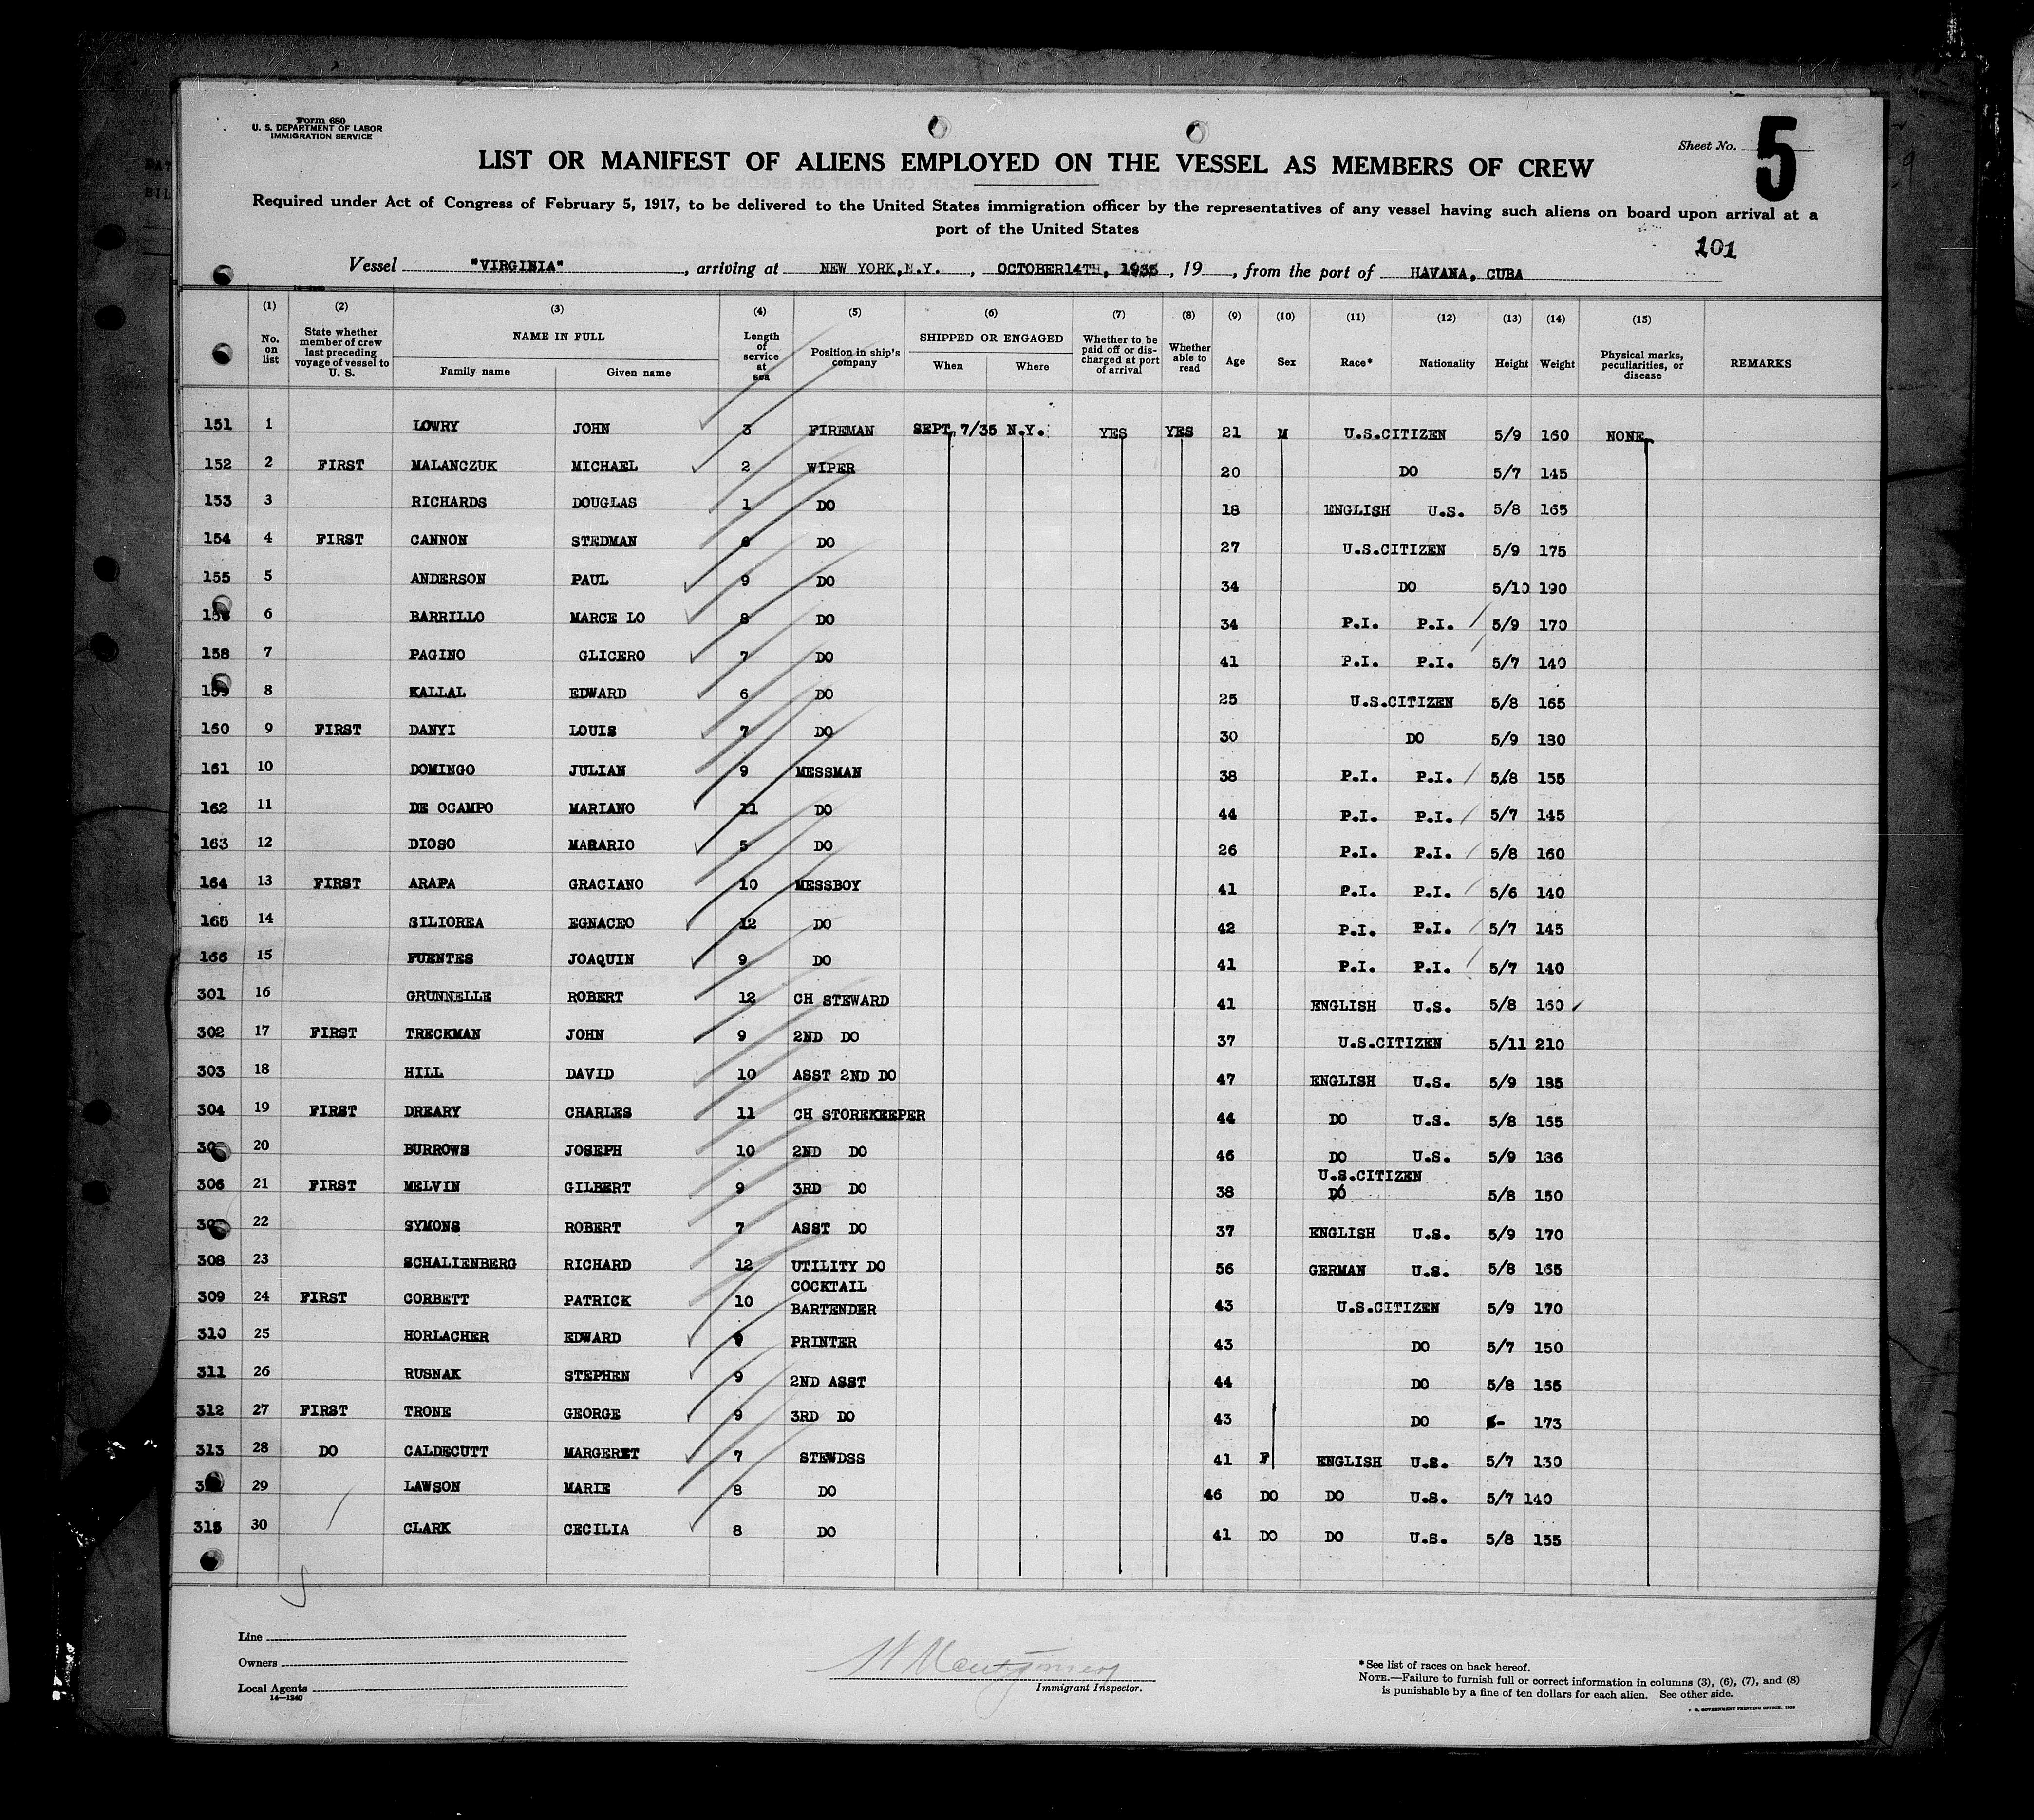 Form 680
U. S. DEPARTMENT OF LABOR
IMMIGRATION SERVICE
Sheet No. 5
LIST OR MANIFEST OF ALIENS EMPLOYED ON THE VESSEL AS MEMBERS OF CREW
Required under Act of Congress of February 5, 1917, to be delivered to the United States immigration officer by the representatives of any vessel having such aliens on board upon arrival at a
port of the United States
101
Vessel "VIRGINIA", arriving at NEW YORK, N.Y., OCTOBER14TH, 1935, 19, from the port of HAVANA, CUBA
14—1240
(1) (2) (3) (4) (5) (6) (7) (8) (9) (10) (11) (12) (13) (14) (15)
No. on list State whether member of crew last preceding voyage of vessel to U. S. NAME IN FULL Family name Given name Length of service at sea Position in ship's company SHIPPED OR ENGAGED When Where Whether to be paid off or discharged at port of arrival Whether able to read Age Sex Race* Nationality Height Weight Physical marks, peculiarities, or disease REMARKS
151 1 LOWRY JOHN 3 FIREMAN SEPT 7/35 N.Y. YES YES 21 M U.S.CITIZEN 5/9 160 NONE
152 2 FIRST MALANCZUK MICHAEL 2 WIPER 20 DO 5/7 145
153 3 RICHARDS DOUGLAS 1 DO 18 ENGLISH U.S. 5/8 165
154 4 FIRST CANNON STEDMAN 6 DO 27 U.S.CITIZEN 5/9 175
155 5 ANDERSON PAUL 9 DO 34 DO 5/10 190
6 BARRILLO MARCE LO 8 DO 34 P.I. P.I. 5/9 170
158 7 PAGINO GLICERO 7 DO 41 P.I. P.I. 5/7 140
159 8 KALLAL EDWARD 6 DO 25 U.S.CITIZEN 5/8 165
160 9 FIRST DANYI LOUIS 7 DO 30 DO 5/9 180
161 10 DOMINGO JULIAN 9 MESSMAN 38 P.I. P.I. 5/8 155
162 11 DE OCAMPO MARIANO 11 DO 44 P.I. P.I. 5/7 145
163 12 DIOSO MARARIO 5 DO 26 P.I. P.I. 5/8 160
164 13 FIRST ARAPA GRACIANO 10 MESSBOY 41 P.I. P.I. 5/6 140
165 14 SILIOREA EGNACEO 12 DO 42 P.I. P.I. 5/7 145
166 15 FUENTES JOAQUIN 9 DO 41 P.I. P.I. 5/7 140
301 16 GRUNNELLE ROBERT 12 CH STEWARD 41 ENGLISH U.S. 5/8 160
302 17 FIRST TRECKMAN JOHN 9 2ND DO 37 U.S.CITIZEN 5/11 210
303 18 HILL DAVID 10 ASST 2ND DO 47 ENGLISH U.S. 5/9 185
304 19 FIRST DREARY CHARLES 11 CH STOREKEEPER 44 DO U.S. 5/8 165
20 BURROWS JOSEPH 10 2ND DO 46 DO U.S. 5/9 186
306 21 FIRST MELVIN GILBERT 9 3RD DO 38 U.S.CITIZEN DO 5/8 150
22 SYMONS ROBERT 7 ASST DO 37 ENGLISH U.S. 5/9 170
308 23 SCHALIENBERG RICHARD 12 UTILITY DO 56 GERMAN U.S. 5/8 165
309 24 FIRST CORBETT PATRICK 10 COCKTAIL BARTENDER 43 U.S.CITIZEN 5/9 170
310 25 HORLACHER EDWARD 9 PRINTER 43 DO 5/7 150
311 26 RUSNAK STEPHEN 9 2ND ASST 44 DO 5/8 165
312 27 FIRST TRONE GEORGE 9 3RD DO 43 DO 6- 173
313 28 DO CALDECUTT MARGERET 7 STEWDSS 41 F ENGLISH U.S. 5/7 130
29 LAWSON MARIE 8 DO 46 DO DO U.S. 5/7 140
315 30 CLARK CECILIA 8 DO 41 DO DO U.S. 5/8 155
Line
Owners
Local Agents
14—1240
W Montgomery
Immigrant Inspector.
*See list of races on back hereof.
NOTE.—Failure to furnish full or correct information in columns (3), (6), (7), and (8)
is punishable by a fine of ten dollars for each alien. See other side.